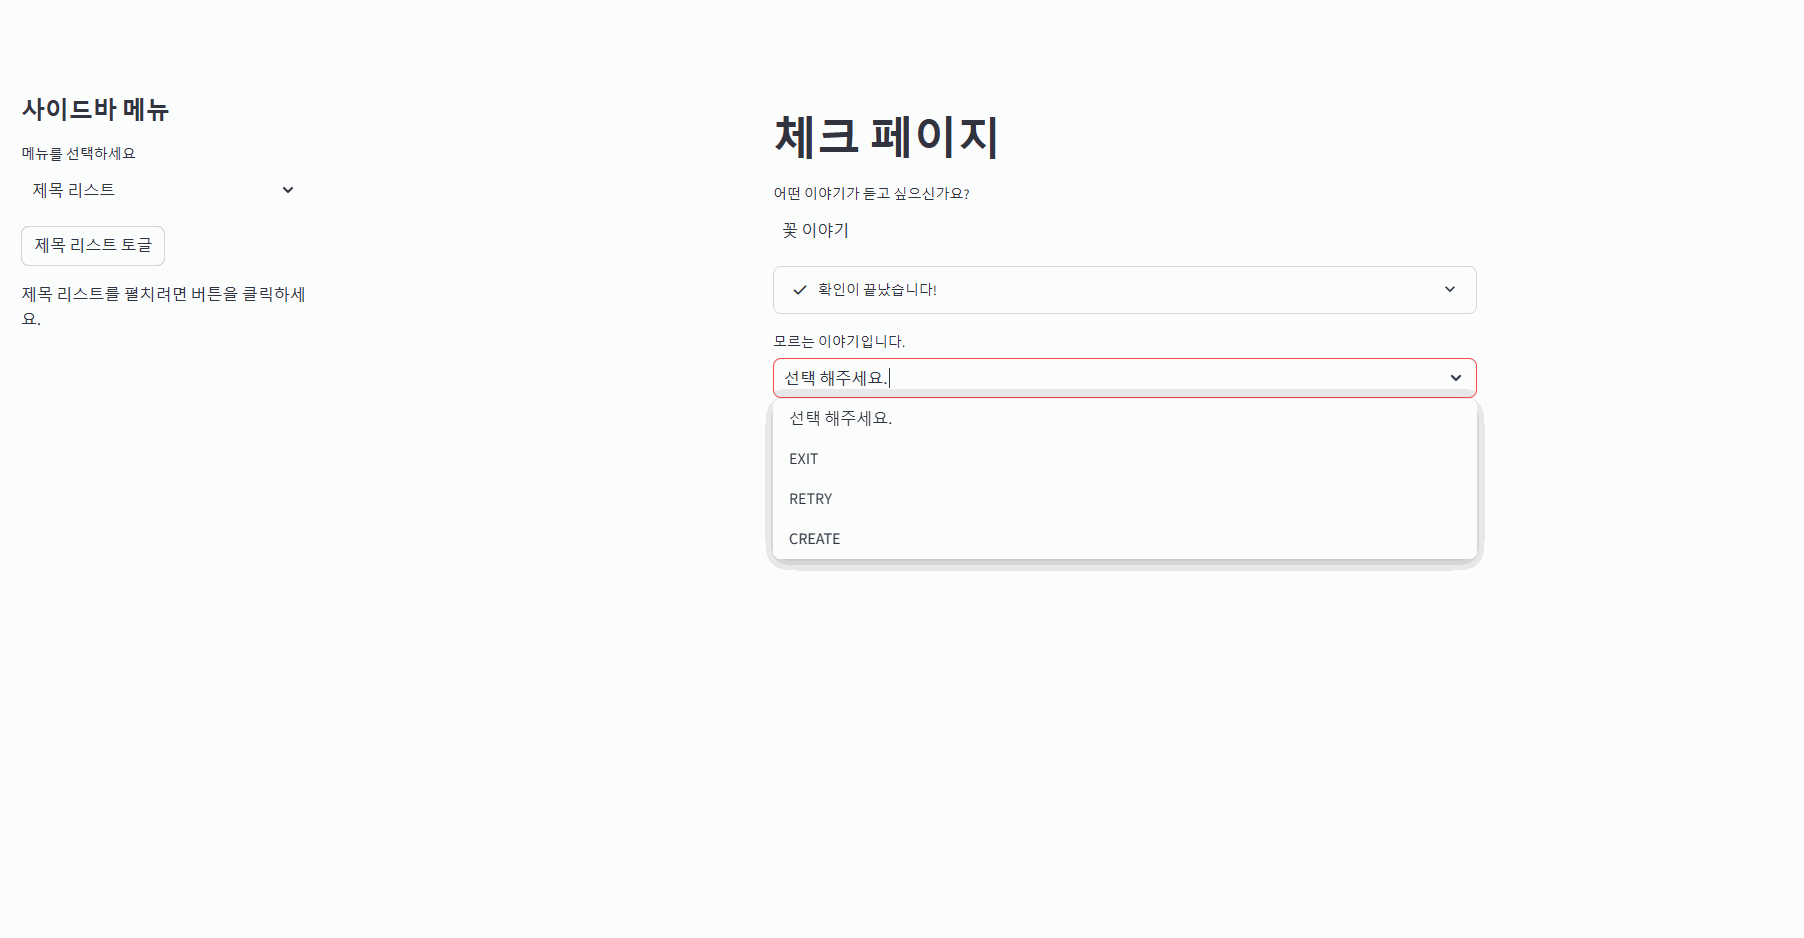 사이드바 메뉴
메뉴를 선택하세요
제목 리스트
제목 리스트 토글
제목 리스트를 펼치려면 버튼을 클릭하세
요.
체크 페이지
어떤 이야기가 듣고 싶으신가요?
꽃 이야기
확인이 끝났습니다!
모르는 이야기입니다.
선택 해주세요.
선택 해주세요.
EXIT
RETRY
CREATE